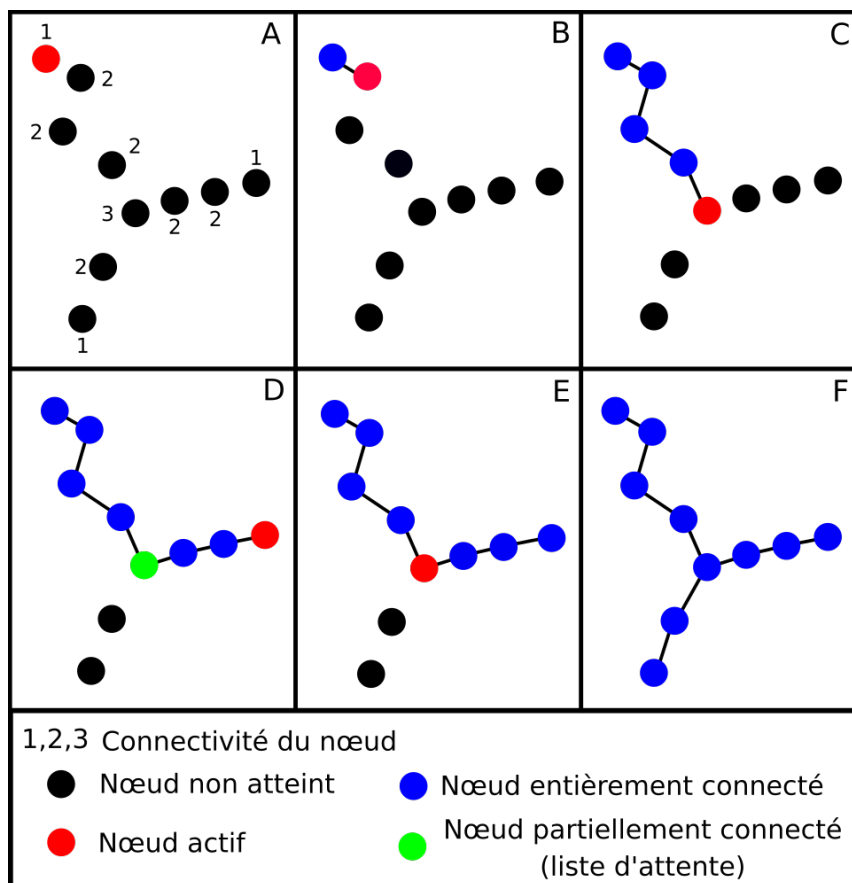 A
1
2
2
2
1
3
2
2
2
1
B
C
D
E
F
1,2,3 Connectivité du nœud
Nœud non atteint
Nœud entièrement connecté
Nœud actif
Nœud partiellement connecté
(liste d'attente)